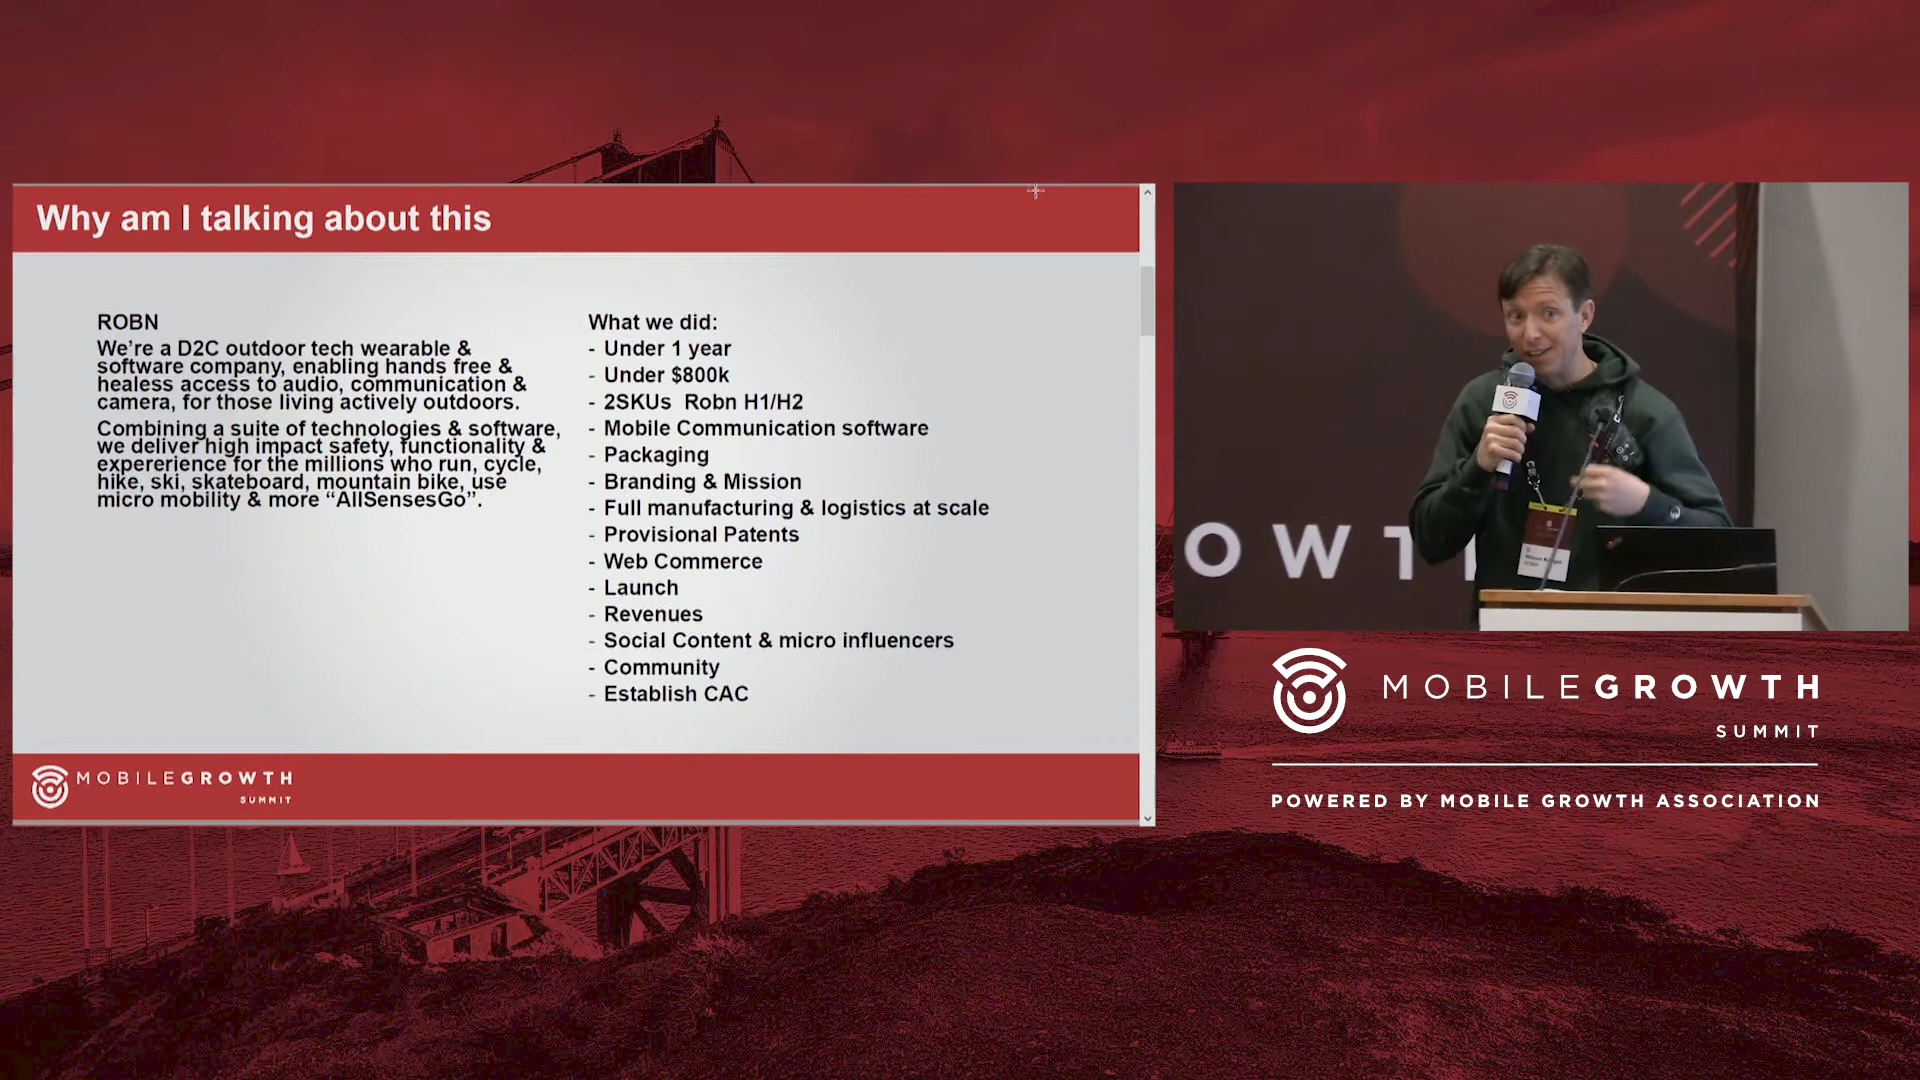 Why am I talking about this
ROBN
We're a D2C outdoor tech wearable &
software company, enabling hands free &
healess access to audio, communication &
camera, for those living actively outdoors.
Combining a suite of technologies & software,
we deliver high impact safety, functionality &
expererience for the millions who run, cycle,
hike, ski, skateboard, mountain bike, use
micro mobility & more “AllSensesGo”.
What we did:
- Under 1 year
- Under $800k
- 2SKUs Robn H1/H2
- Mobile Communication software
- Packaging
- Branding & Mission
- Full manufacturing & logistics at scale
- Provisional Patents
- Web Commerce
- Launch
- Revenues
- Social Content & micro influencers
- Community
- Establish CAC
MOBILEGROWTH
SUMMIT
OWT
MOBILEGROWTH
SUMMIT
POWERED BY MOBILE GROWTH ASSOCIATION